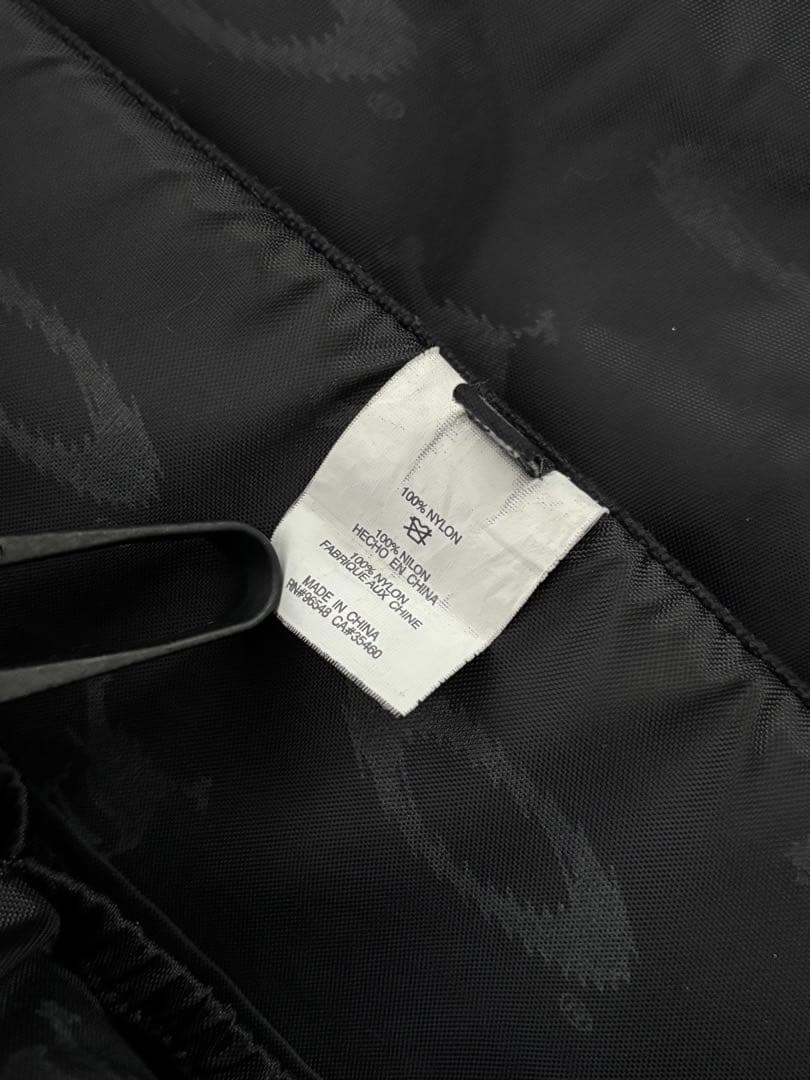 100% NYLON
100% NILON
HECHO EN CHINA
100% NYLON
FABRIQUE AUX CHINE
MADE IN CHINA
RN#96548 CA#35460